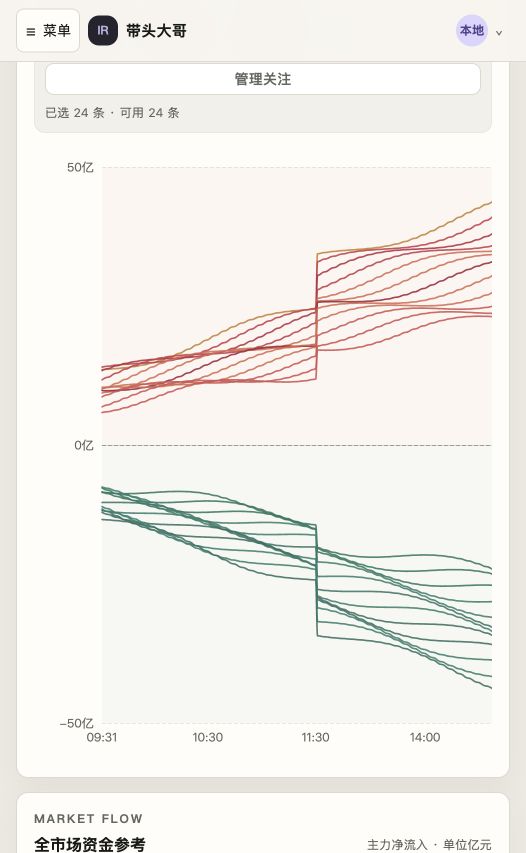 ≡ 菜单
IR
带头大哥
本地
管理关注
已选 24 条 · 可用 24 条
50亿
0亿
−50亿
09:31 10:30 11:30 14:00
MARKET FLOW
全市场资金参考
主力净流入 · 单位亿元